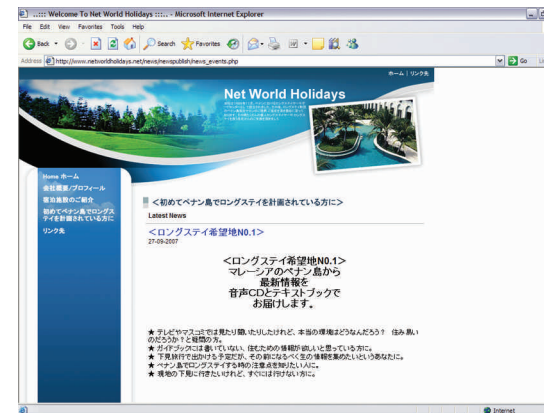 ..::: Welcome To Net World Holidays :::.. - Microsoft Internet Explorer
File Edit View Favorites Tools Help
Back Search Favorites
Address http://www.networldholidays.net/news/newspublish/news_events.php Go
ホーム | リンク先
Net World Holidays
Home ホーム
会社概要/プロフィール
宿泊施設のご紹介
初めてペナン島でロングス
テイを計画されている方に
リンク先
＜初めてペナン島でロングステイを計画されている方に＞
Latest News
＜ロングステイ希望地N0.1＞
27-09-2007
＜ロングステイ希望地N0.1＞
マレーシアのペナン島から
最新情報を
音声CDとテキストブックで
お届けします。
★ テレビやマスコミでは見たり聞いたりしたけれど、本当の環境はどうなんだろう？ 住み易い
のだろうか？と疑問の方。
★ ガイドブックには書いていない、住むための情報が欲しいと思っている方に。
★ 下見旅行で出かける予定だが、その前になるべく生の情報を集めたいというあなたに。
★ ペナン島でロングステイする時の注意点を知りたい人に。
★ 現地の下見に行きたいけれど、すぐには行けない方に。
Internet